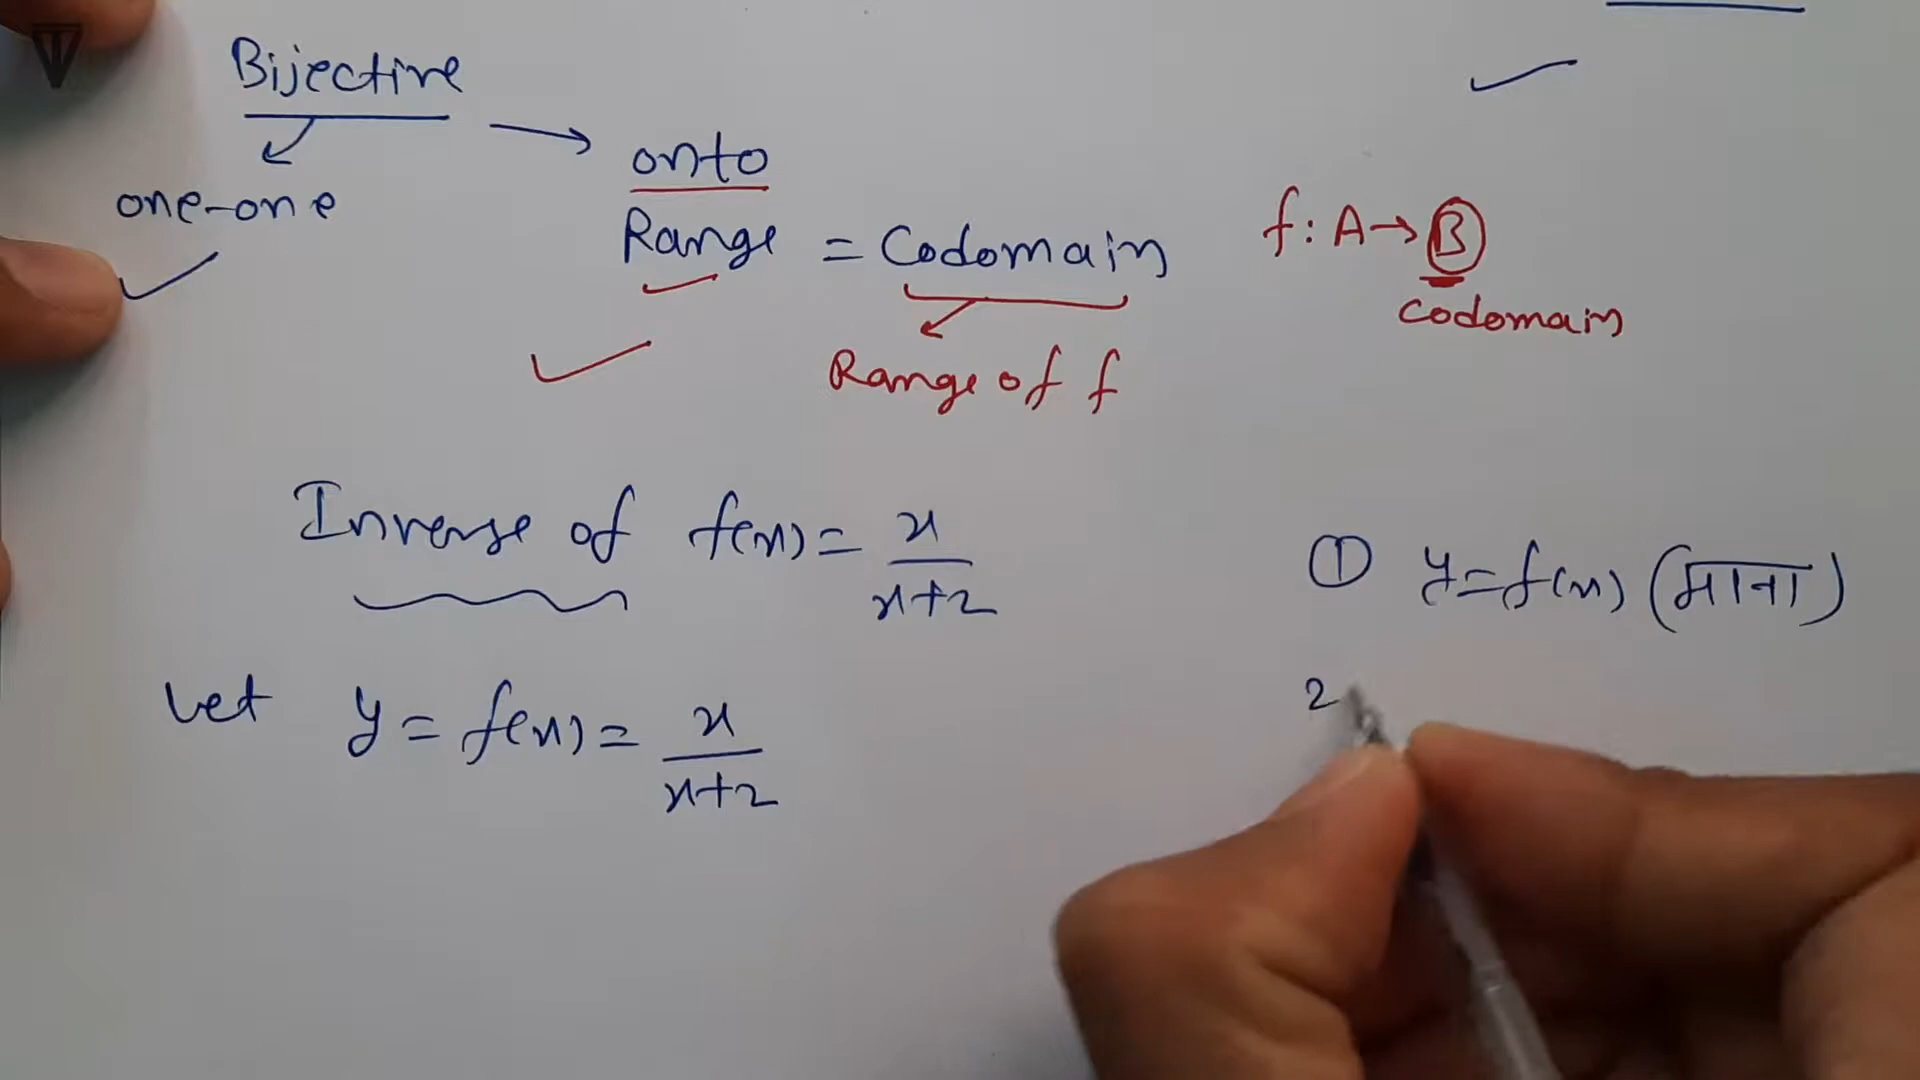 Bijective
one-one
onto
Range = Codomain
f: A → B
Codomain
Range of f
Inverse of f(x) = x/(x+2)
① y = f(x) (माना)
Let y = f(x) = x/(x+2)
2